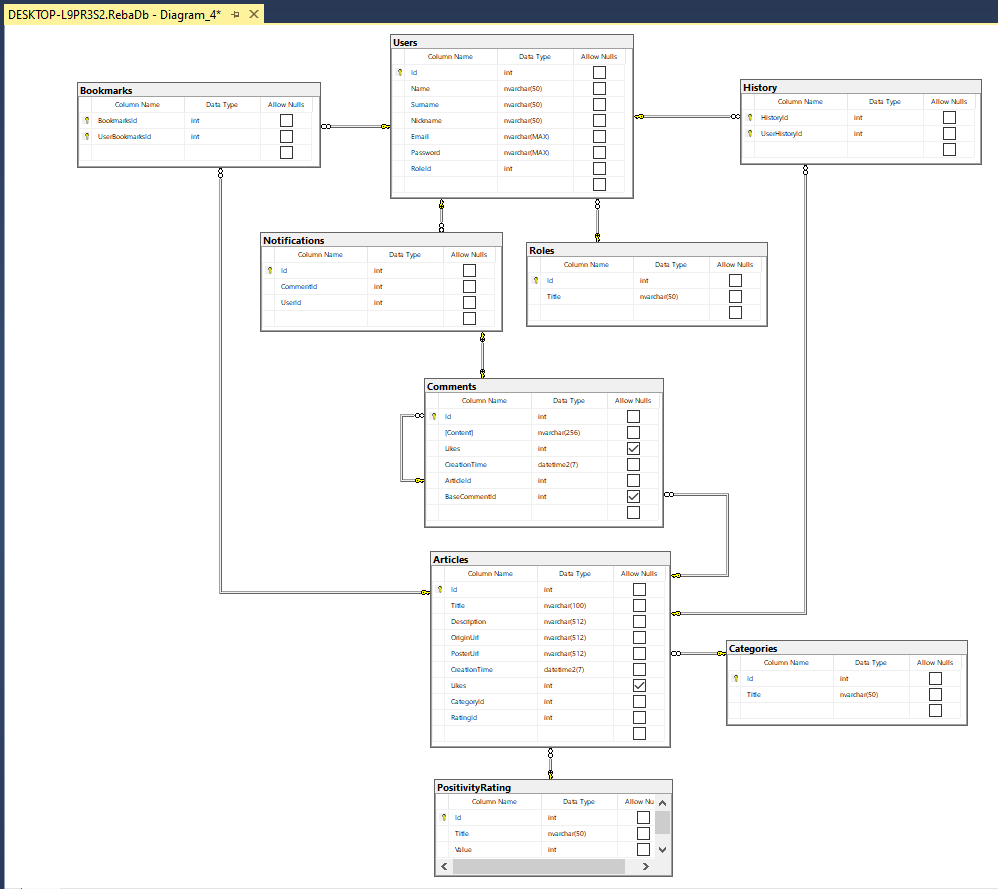 DESKTOP-L9PR3S2.RebaDb - Diagram_4*
Users
Column Name Data Type Allow Nulls
Id int
Name nvarchar(50)
Surname nvarchar(50)
Nickname nvarchar(50)
Email nvarchar(MAX)
Password nvarchar(MAX)
RoleId int
Bookmarks
Column Name Data Type Allow Nulls
BookmarksId int
UserBookmarksId int
History
Column Name Data Type Allow Nulls
HistoryId int
UserHistoryId int
Notifications
Column Name Data Type Allow Nulls
Id int
CommentId int
UserId int
Roles
Column Name Data Type Allow Nulls
Id int
Title nvarchar(50)
Comments
Column Name Data Type Allow Nulls
Id int
[Content] nvarchar(256)
Likes int
CreationTime datetime2(7)
ArticleId int
BaseCommentId int
Articles
Column Name Data Type Allow Nulls
Id int
Title nvarchar(100)
Description nvarchar(512)
OriginUrl nvarchar(512)
PosterUrl nvarchar(512)
CreationTime datetime2(7)
Likes int
CategoryId int
RatingId int
Categories
Column Name Data Type Allow Nulls
Id int
Title nvarchar(50)
PositivityRating
Column Name Data Type Allow Nu
Id int
Title nvarchar(50)
Value int